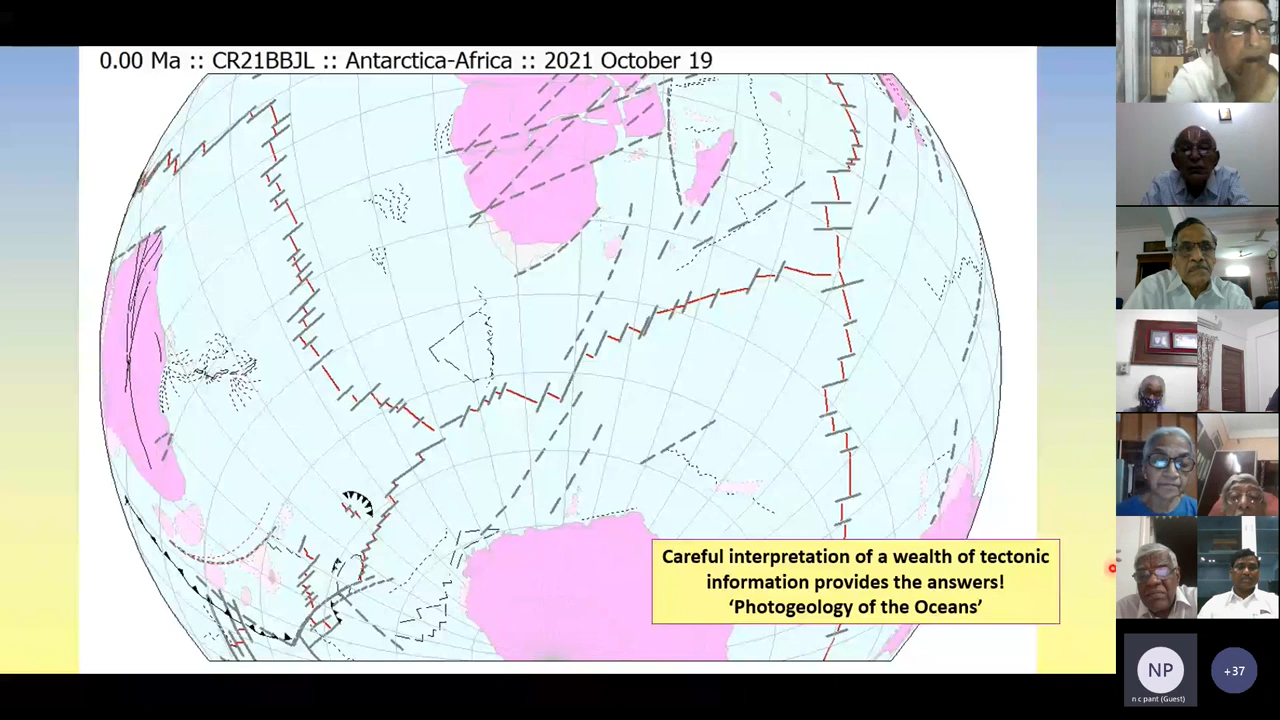 0.00 Ma :: CR21BBJL :: Antarctica-Africa :: 2021 October 19
Careful interpretation of a wealth of tectonic
information provides the answers!
‘Photogeology of the Oceans’
NP
n c pant (Guest)
+37